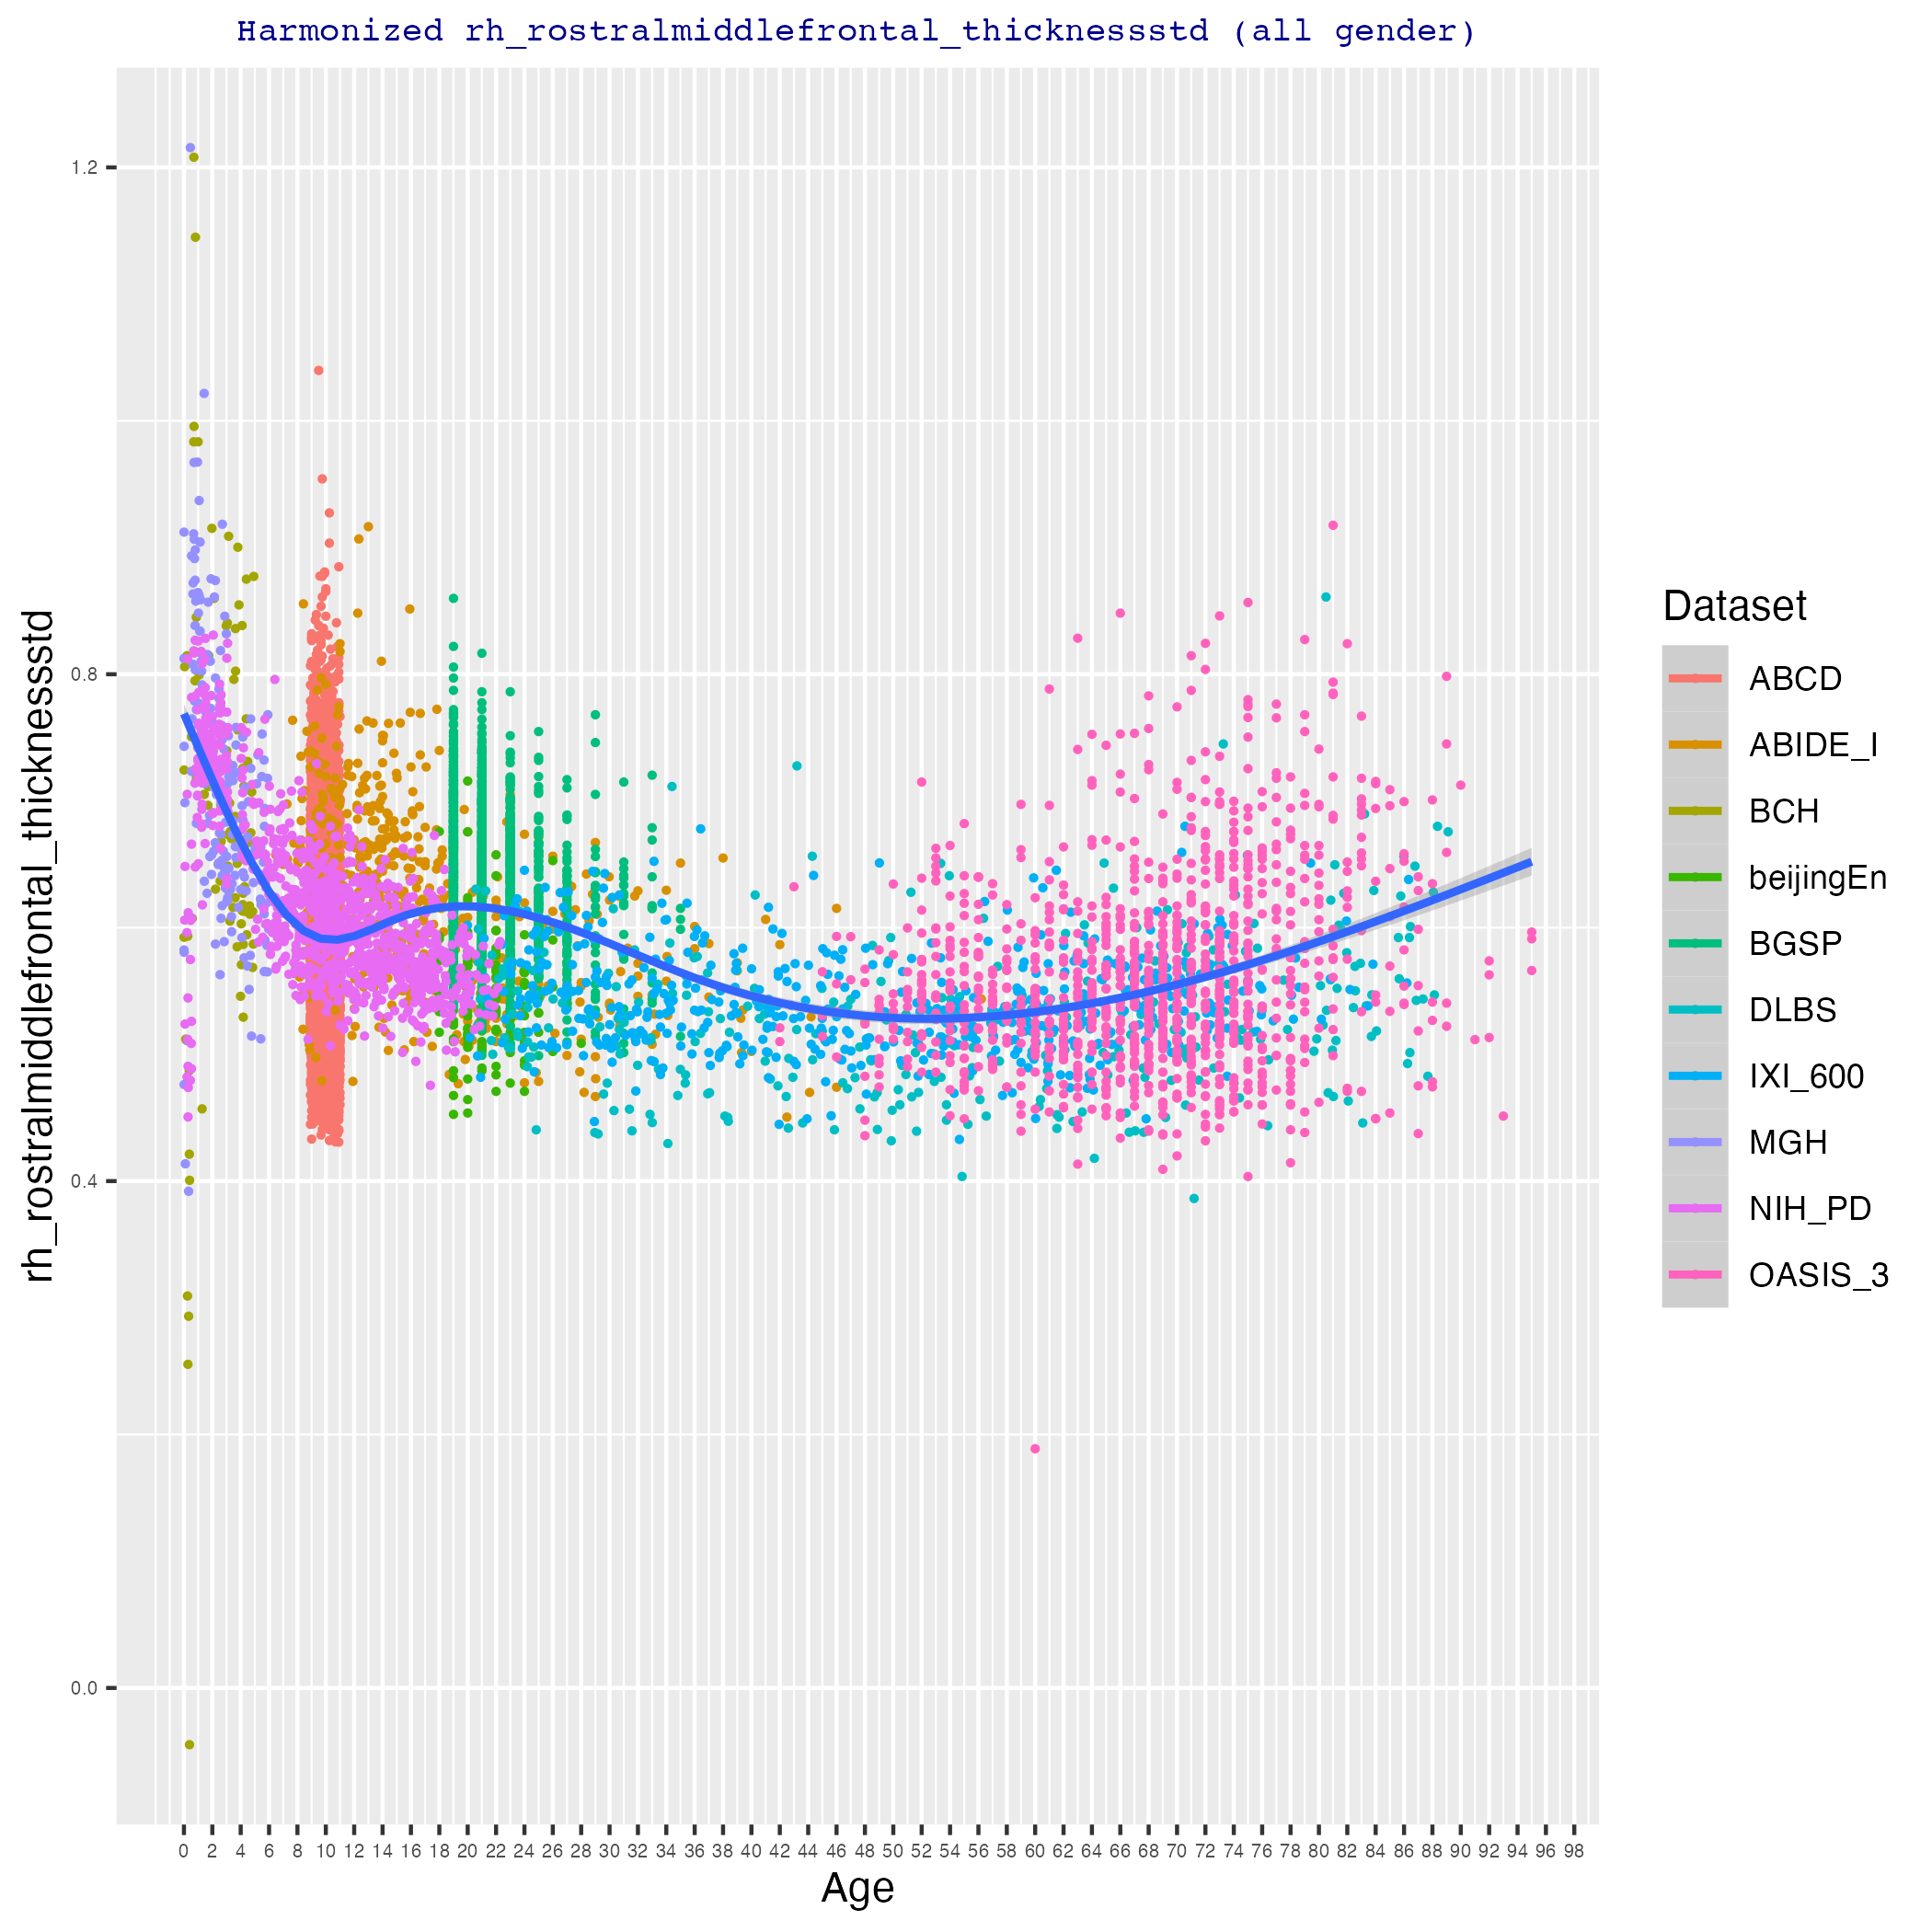 Harmonized rh_rostralmiddlefrontal_thicknessstd (all gender)
rh_rostralmiddlefrontal_thicknessstd
1.2
0.8
0.4
0.0
0 2 4 6 8 10 12 14 16 18 20 22 24 26 28 30 32 34 36 38 40 42 44 46 48 50 52 54 56 58 60 62 64 66 68 70 72 74 76 78 80 82 84 86 88 90 92 94 96 98
Age
Dataset
ABCD
ABIDE_I
BCH
beijingEn
BGSP
DLBS
IXI_600
MGH
NIH_PD
OASIS_3